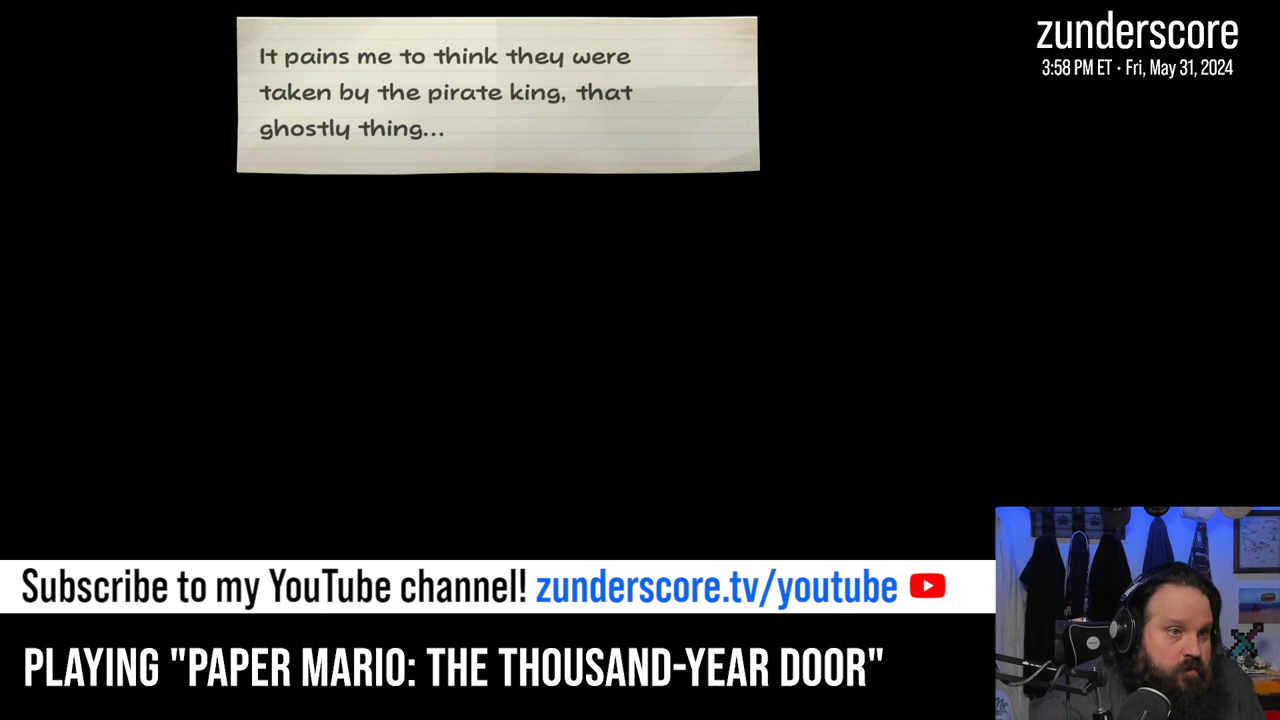 It pains me to think they were
taken by the pirate king, that
ghostly thing...
zunderscore
3:58 PM ET · Fri, May 31, 2024
Subscribe to my YouTube channel! zunderscore.tv/youtube
PLAYING "PAPER MARIO: THE THOUSAND-YEAR DOOR"